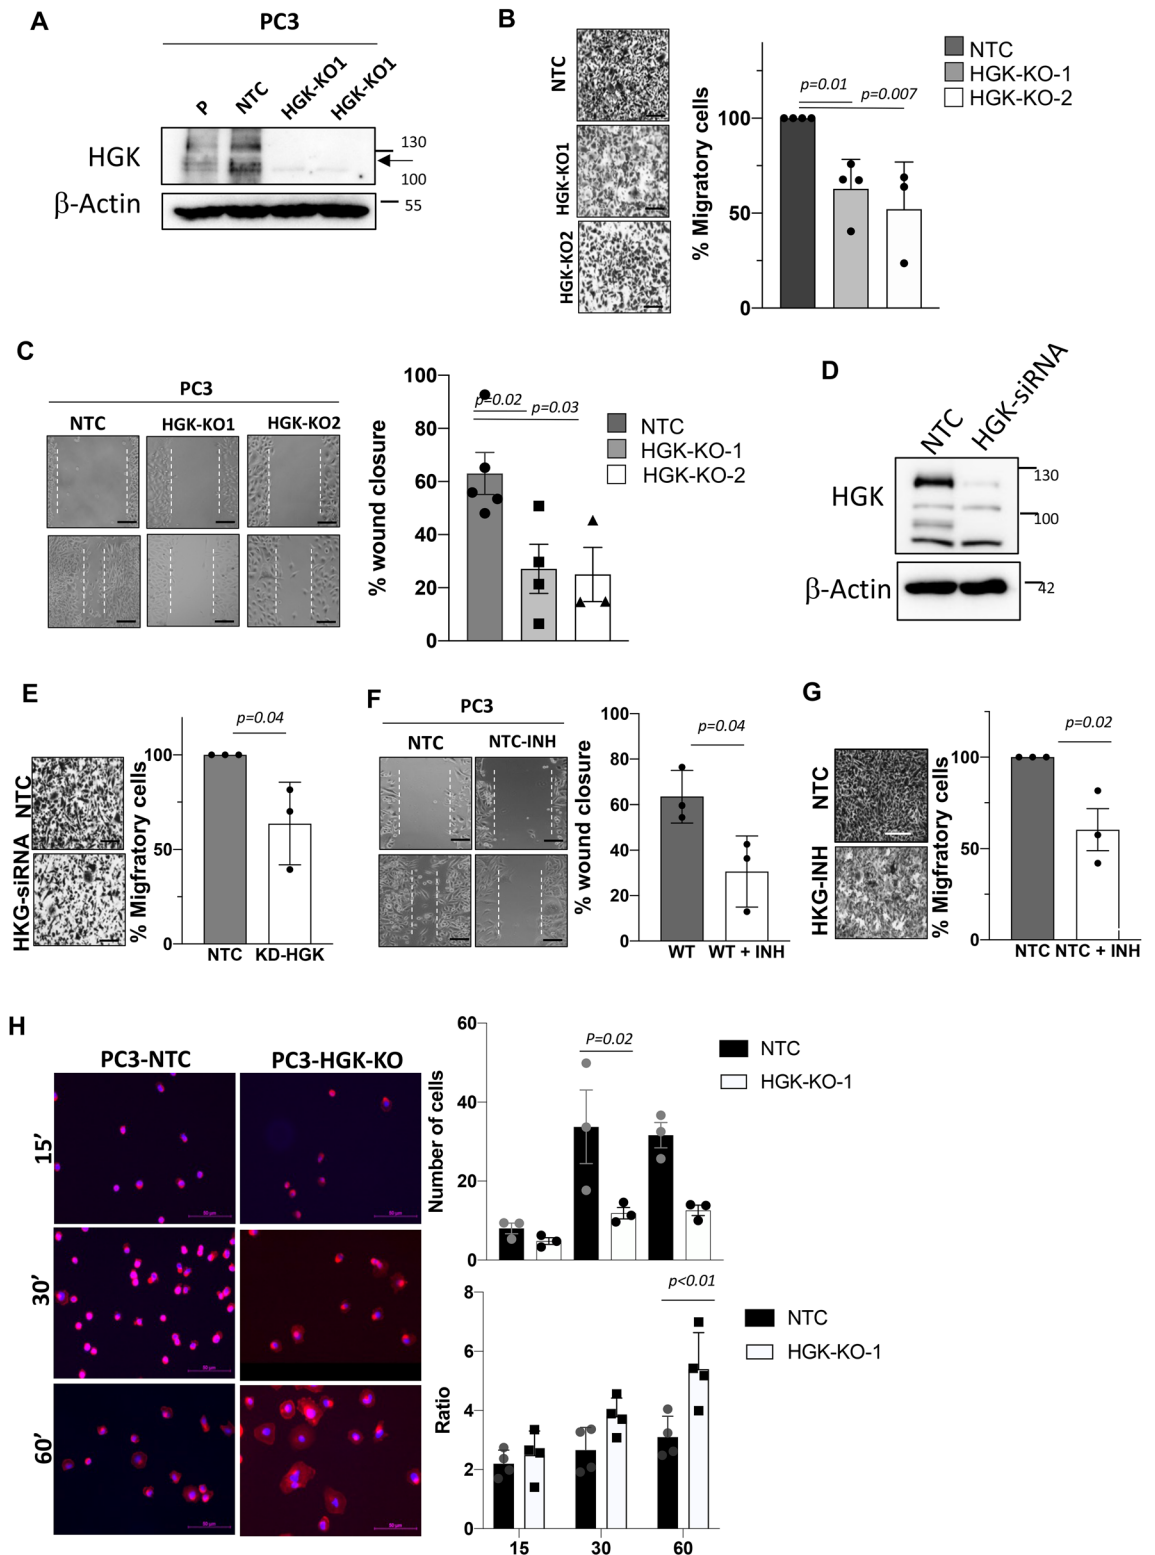 A
PC3
P
NTC
HGK-KO1
HGK-KO1
HGK
130
100
β-Actin
55
B
NTC
HGK-KO1
HGK-KO2
% Migratory cells
100
50
0
p=0.01
p=0.007
NTC
HGK-KO-1
HGK-KO-2
C
PC3
NTC
HGK-KO1
HGK-KO2
% wound closure
100
80
60
40
20
0
p=0.02
p=0.03
NTC
HGK-KO-1
HGK-KO-2
D
NTC
HGK-siRNA
HGK
130
100
β-Actin
42
E
NTC
HKG-siRNA
% Migfratory cells
100
50
0
p=0.04
NTC
KD-HGK
F
PC3
NTC
NTC-INH
% wound closure
100
80
60
40
20
0
p=0.04
WT
WT + INH
G
NTC
HKG-INH
% Migfratory cells
100
50
0
p=0.02
NTC
NTC + INH
H
PC3-NTC
PC3-HGK-KO
15’
30’
60’
Number of cells
60
40
20
0
P=0.02
NTC
HGK-KO-1
Ratio
8
6
4
2
0
p<0.01
NTC
HGK-KO-1
15
30
60